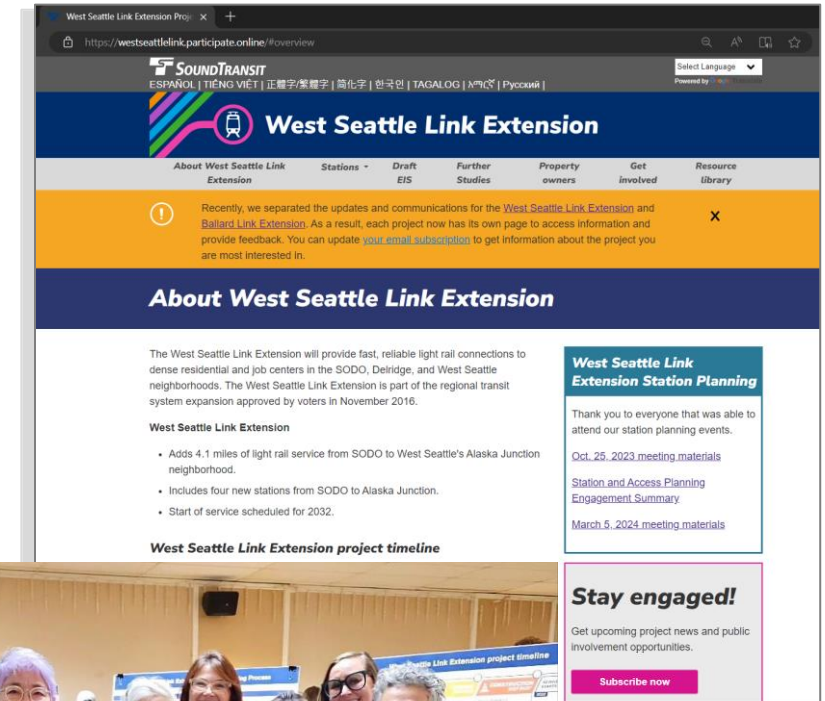 West Seattle Link Extension Proje
https://westseattlelink.participate.online/#overview
SOUNDTRANSIT
Select Language
ESPAÑOL | TIẾNG VIỆT | 正體字/繁體字 | 简化字 | 한국인 | TAGALOG | አማርኛ | Русский |
Powered by
West Seattle Link Extension
About West Seattle Link Extension
Stations
Draft EIS
Further Studies
Property owners
Get involved
Resource library
Recently, we separated the updates and communications for the West Seattle Link Extension and
Ballard Link Extension. As a result, each project now has its own page to access information and
provide feedback. You can update your email subscription to get information about the project you
are most interested in.
X
About West Seattle Link Extension
The West Seattle Link Extension will provide fast, reliable light rail connections to
dense residential and job centers in the SODO, Delridge, and West Seattle
neighborhoods. The West Seattle Link Extension is part of the regional transit
system expansion approved by voters in November 2016.
West Seattle Link Extension
• Adds 4.1 miles of light rail service from SODO to West Seattle's Alaska Junction
neighborhood.
• Includes four new stations from SODO to Alaska Junction.
• Start of service scheduled for 2032.
West Seattle Link Extension project timeline
West Seattle Link
Extension Station Planning
Thank you to everyone that was able to
attend our station planning events.
Oct. 25, 2023 meeting materials
Station and Access Planning
Engagement Summary
March 5, 2024 meeting materials
Stay engaged!
Get upcoming project news and public
involvement opportunities.
Subscribe now
Link Extension project timeline